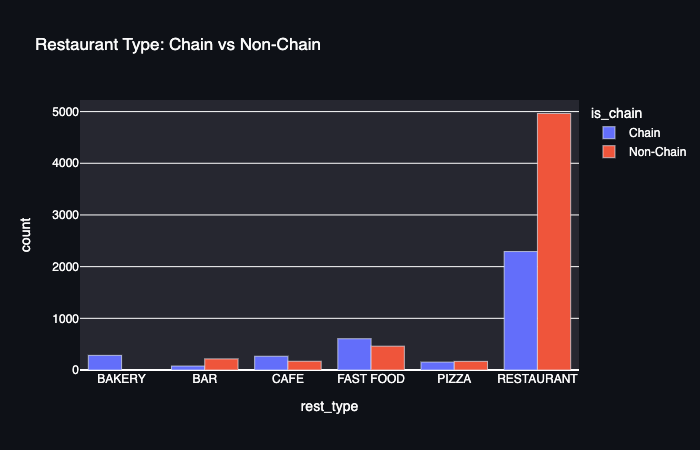 Restaurant Type: Chain vs Non-Chain
is_chain
Chain
Non-Chain
5000
4000
3000
2000
1000
0
count
BAKERY BAR CAFE FAST FOOD PIZZA RESTAURANT
rest_type